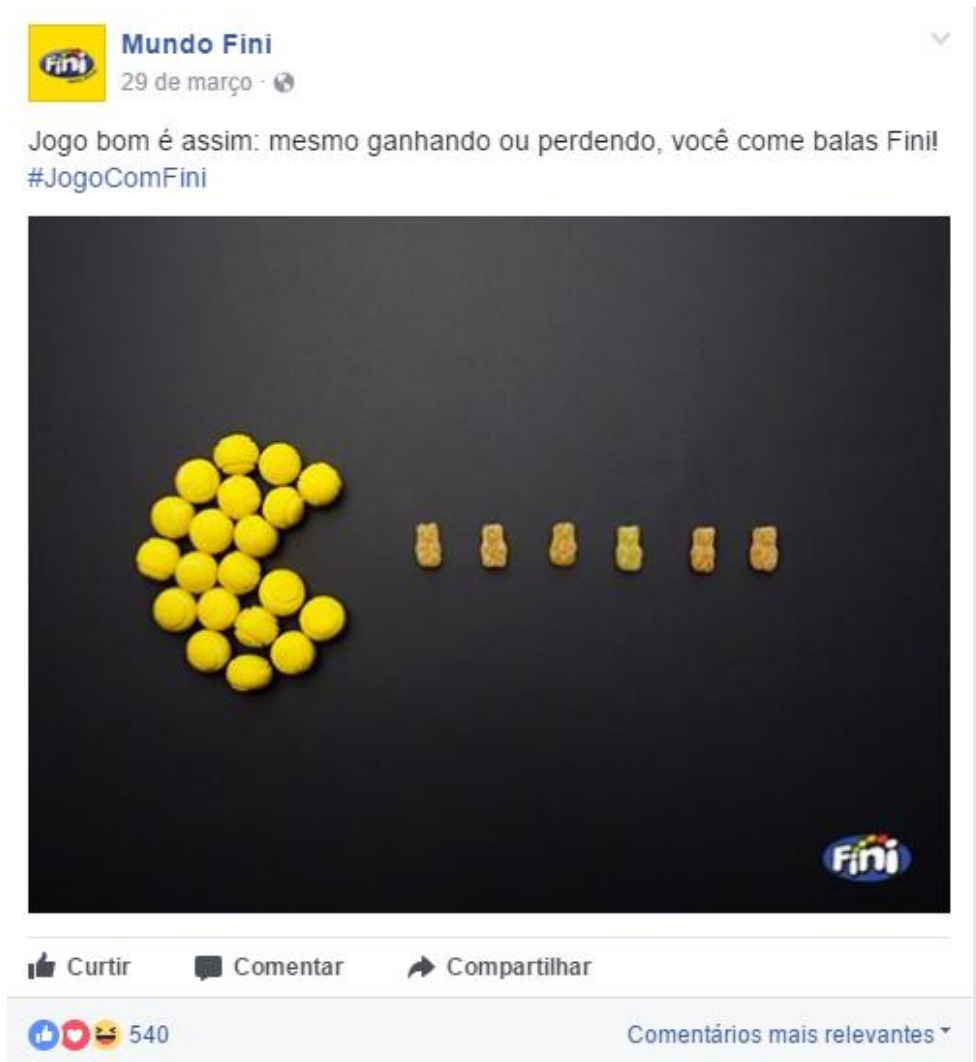 Fini
Mundo Fini
29 de março ·
Jogo bom é assim: mesmo ganhando ou perdendo, você come balas Fini!
#JogoComFini
Fini
Curtir
Comentar
Compartilhar
540
Comentários mais relevantes